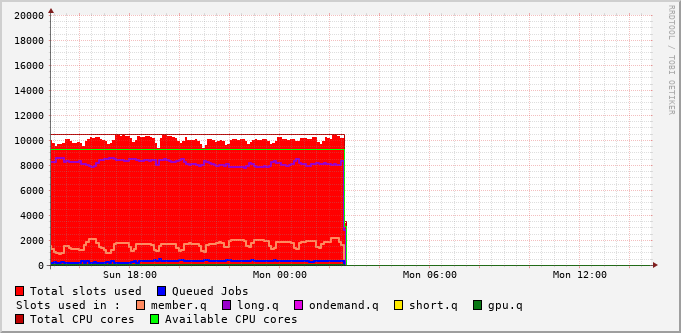 20000
18000
16000
14000
12000
10000
8000
6000
4000
2000
0
Sun 18:00 Mon 00:00 Mon 06:00 Mon 12:00
RRDTOOL / TOBI OETIKER
Total slots used Queued Jobs
Slots used in : member.q long.q ondemand.q short.q gpu.q
Total CPU cores Available CPU cores